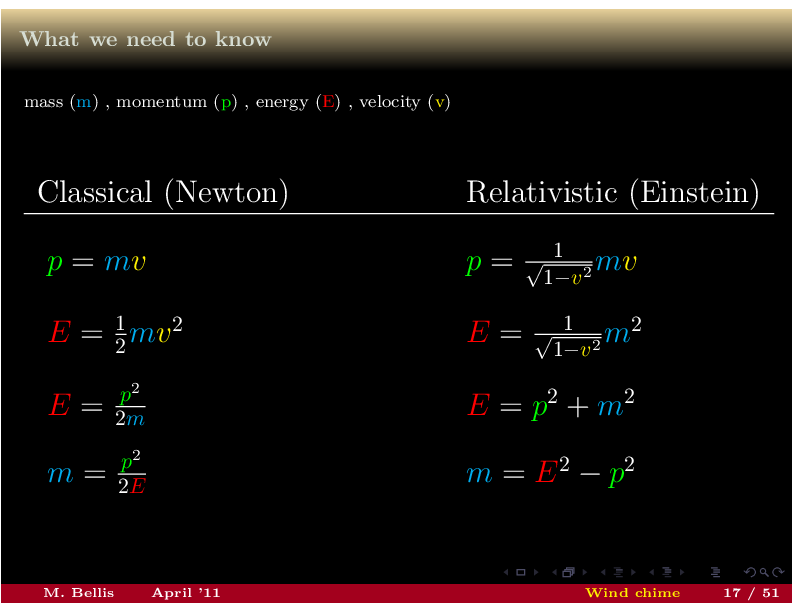 What we need to know
mass (m) , momentum (p) , energy (E) , velocity (v)
Classical (Newton) Relativistic (Einstein)
p = mv p = \frac{1}{\sqrt{1-v^2}}mv
E = \frac{1}{2}mv^2 E = \frac{1}{\sqrt{1-v^2}}m^2
E = \frac{p^2}{2m} E = p^2 + m^2
m = \frac{p^2}{2E} m = E^2 − p^2
M. Bellis April '11 Wind chime 17 / 51